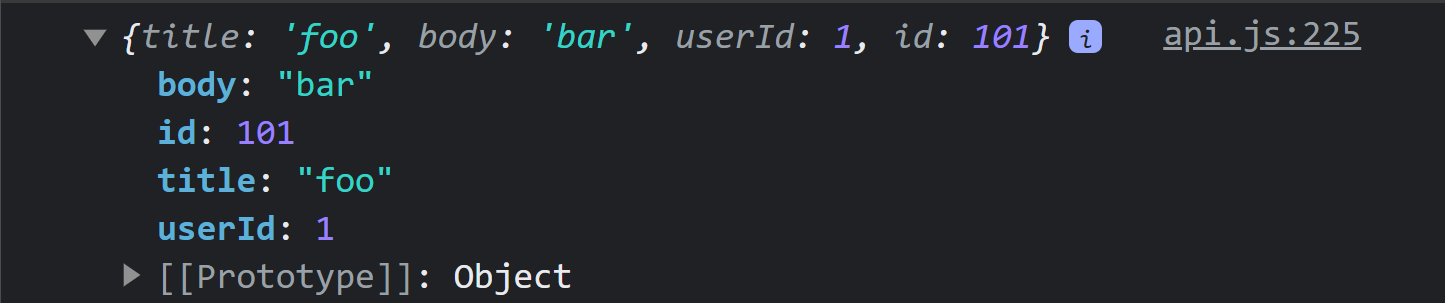 {title: 'foo', body: 'bar', userId: 1, id: 101} i api.js:225
body: "bar"
id: 101
title: "foo"
userId: 1
[[Prototype]]: Object